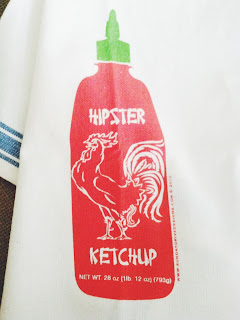 HIPSTER
KETCHUP
NET WT. 28 oz (1lb. 12 oz) (793g)